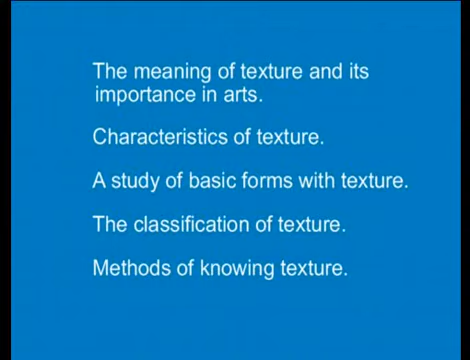 The meaning of texture and its
importance in arts.
Characteristics of texture.
A study of basic forms with texture.
The classification of texture.
Methods of knowing texture.